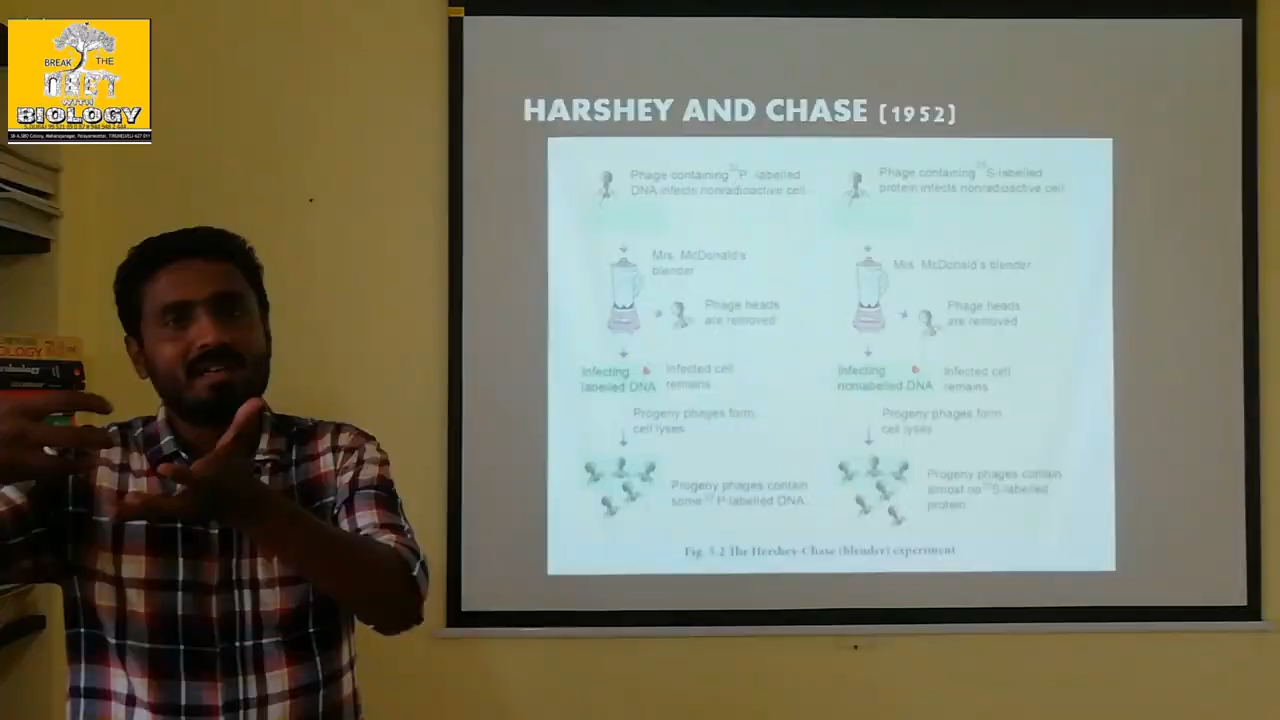 BREAK THE
NEET
WITH
BIOLOGY
BIOLOGY
HARSHEY AND CHASE (1952)
Phage containing 32P -labelled
DNA infects nonradioactive cell
Phage containing S-labelled
protein infects nonradioactive cell
Mrs. McDonald's
blender
Mrs. McDonald's blender
Phage heads
are removed
Phage heads
are removed
Infecting
labelled DNA
Infected cell
remains
Infecting
nonlabelled DNA
Infected cell
remains
Progeny phages form,
cell lyses
Progeny phages form,
cell lyses
Progeny phages contain
some 32P-labelled DNA
Progeny phages contain
almost no S-labelled
protein
Fig. 5.2 The Hershey-Chase (blender) experiment